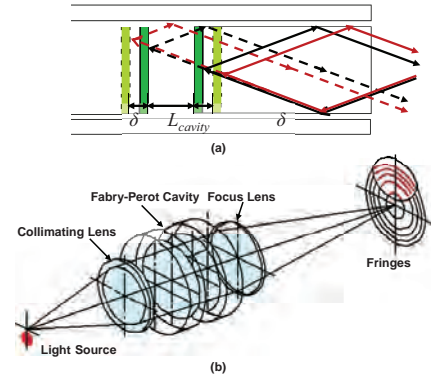 δ L_cavity δ
(a)
Fabry-Perot Cavity
Focus Lens
Collimating Lens
Fringes
Light Source
(b)